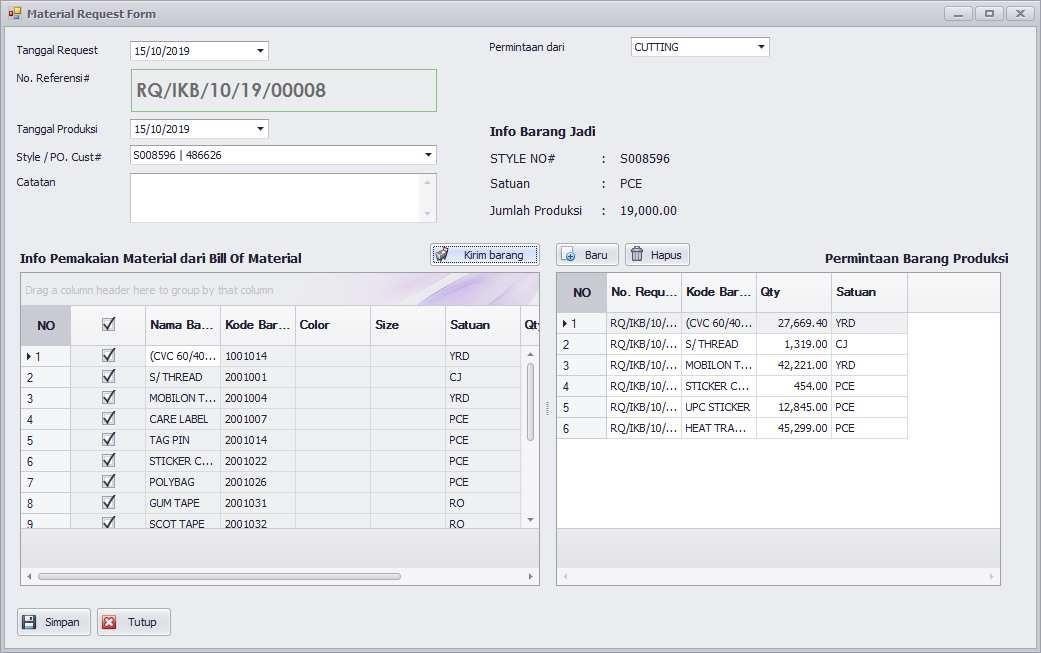 Material Request Form
Tanggal Request 15/10/2019 Permintaan dari CUTTING
No. Referensi# RQ/IKB/10/19/00008
Tanggal Produksi 15/10/2019 Info Barang Jadi
Style / PO. Cust# S008596 | 486626 STYLE NO# : S008596
Catatan Satuan : PCE
Jumlah Produksi : 19,000.00
Info Pemakaian Material dari Bill Of Material Kirim barang Baru Hapus Permintaan Barang Produksi
Drag a column header here to group by that column
NO Nama Ba... Kode Bar... Color Size Satuan Qt
1 (CVC 60/40... 1001014 YRD
2 S/ THREAD 2001001 CJ
3 MOBILON T... 2001004 YRD
4 CARE LABEL 2001007 PCE
5 TAG PIN 2001014 PCE
6 STICKER C... 2001022 PCE
7 POLYBAG 2001026 PCE
8 GUM TAPE 2001031 RO
9 SCOT TAPE 2001032 RO
NO No. Requ... Kode Bar... Qty Satuan
1 RQ/IKB/10/... (CVC 60/40... 27,669.40 YRD
2 RQ/IKB/10/... S/ THREAD 1,319.00 CJ
3 RQ/IKB/10/... MOBILON T... 42,221.00 YRD
4 RQ/IKB/10/... STICKER C... 454.00 PCE
5 RQ/IKB/10/... UPC STICKER 12,845.00 PCE
6 RQ/IKB/10/... HEAT TRA... 45,299.00 PCE
Simpan Tutup